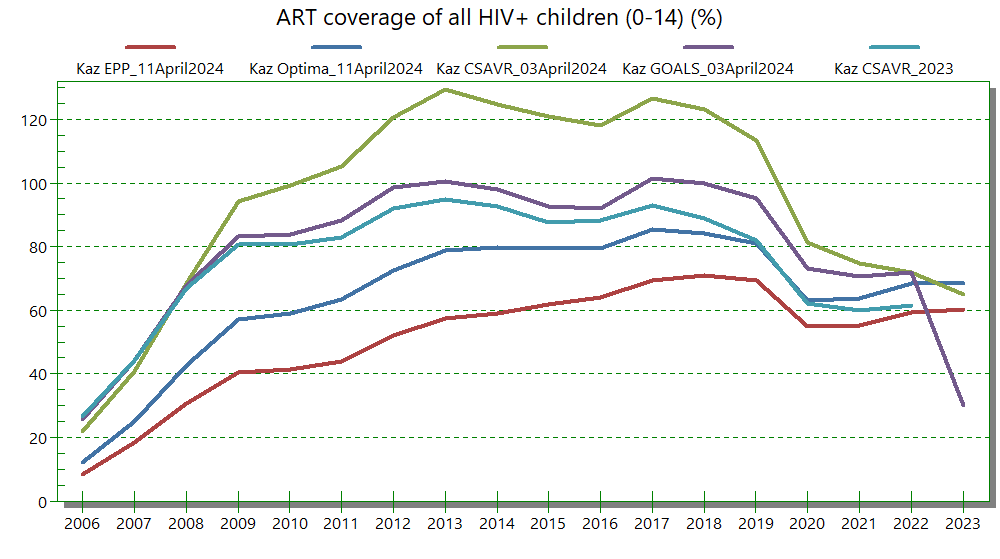 ART coverage of all HIV+ children (0-14) (%)
Kaz EPP_11April2024 Kaz Optima_11April2024 Kaz CSAVR_03April2024 Kaz GOALS_03April2024 Kaz CSAVR_2023
120
100
80
60
40
20
0
2006 2007 2008 2009 2010 2011 2012 2013 2014 2015 2016 2017 2018 2019 2020 2021 2022 2023